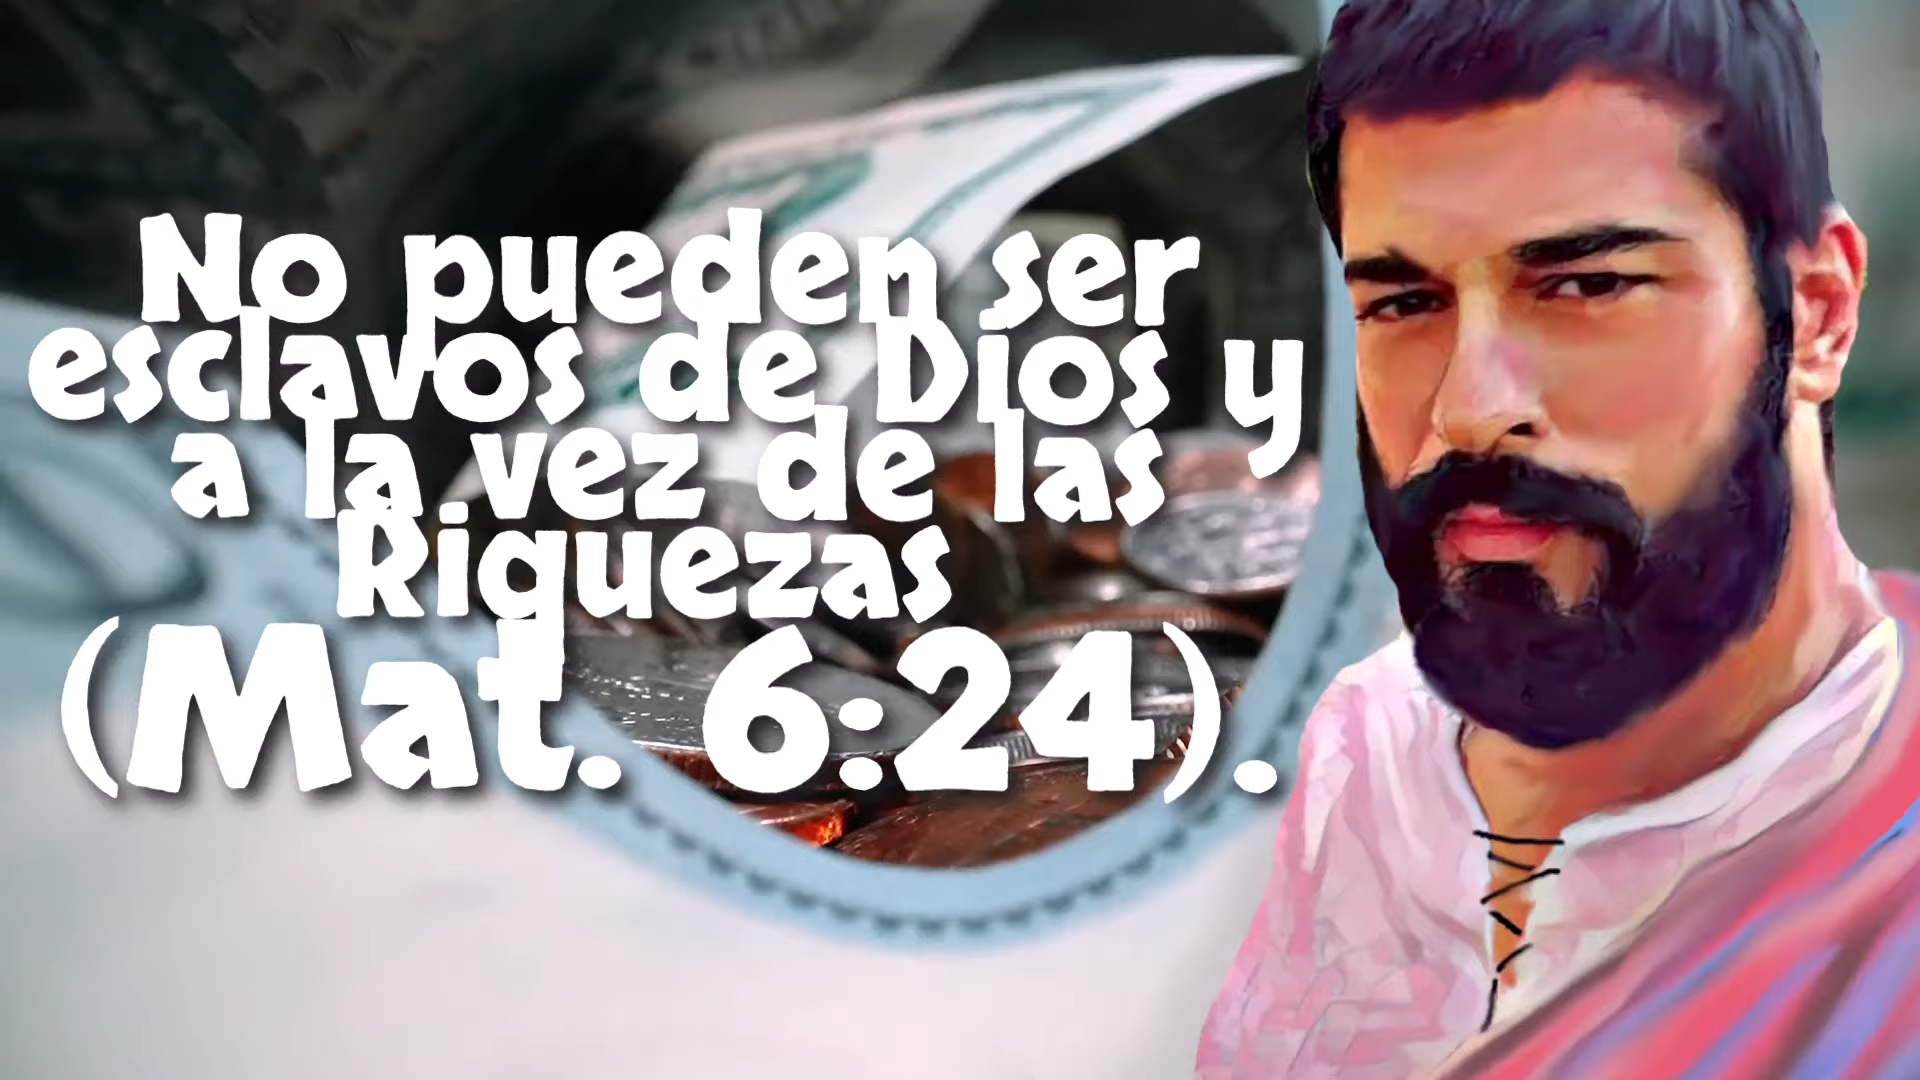 No pueden ser
esclavos de Dios y
a la vez de las
Riquezas
(Mat. 6:24).